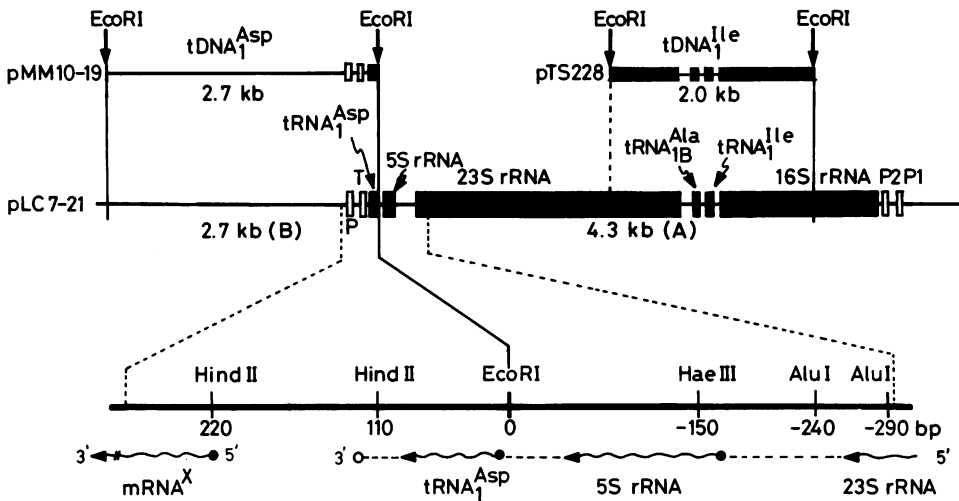 EcoRI EcoRI EcoRI EcoRI
tDNA₁ᴬˢᵖ tDNA₁ᴵˡᵉ
pMM10-19 pTS228
2.7 kb 2.0 kb
tRNA₁ᴬˢᵖ tRNA₁Bᴬˡᵃ tRNA₁ᴵˡᵉ
T 5S rRNA 23S rRNA 16S rRNA P2 P1
pLC7-21
2.7 kb (B) P 4.3 kb (A)
Hind II Hind II EcoRI Hae III Alu I Alu I
220 110 0 -150 -240 -290 bp
3' 5' 3' 5'
mRNAˣ tRNA₁ᴬˢᵖ 5S rRNA 23S rRNA